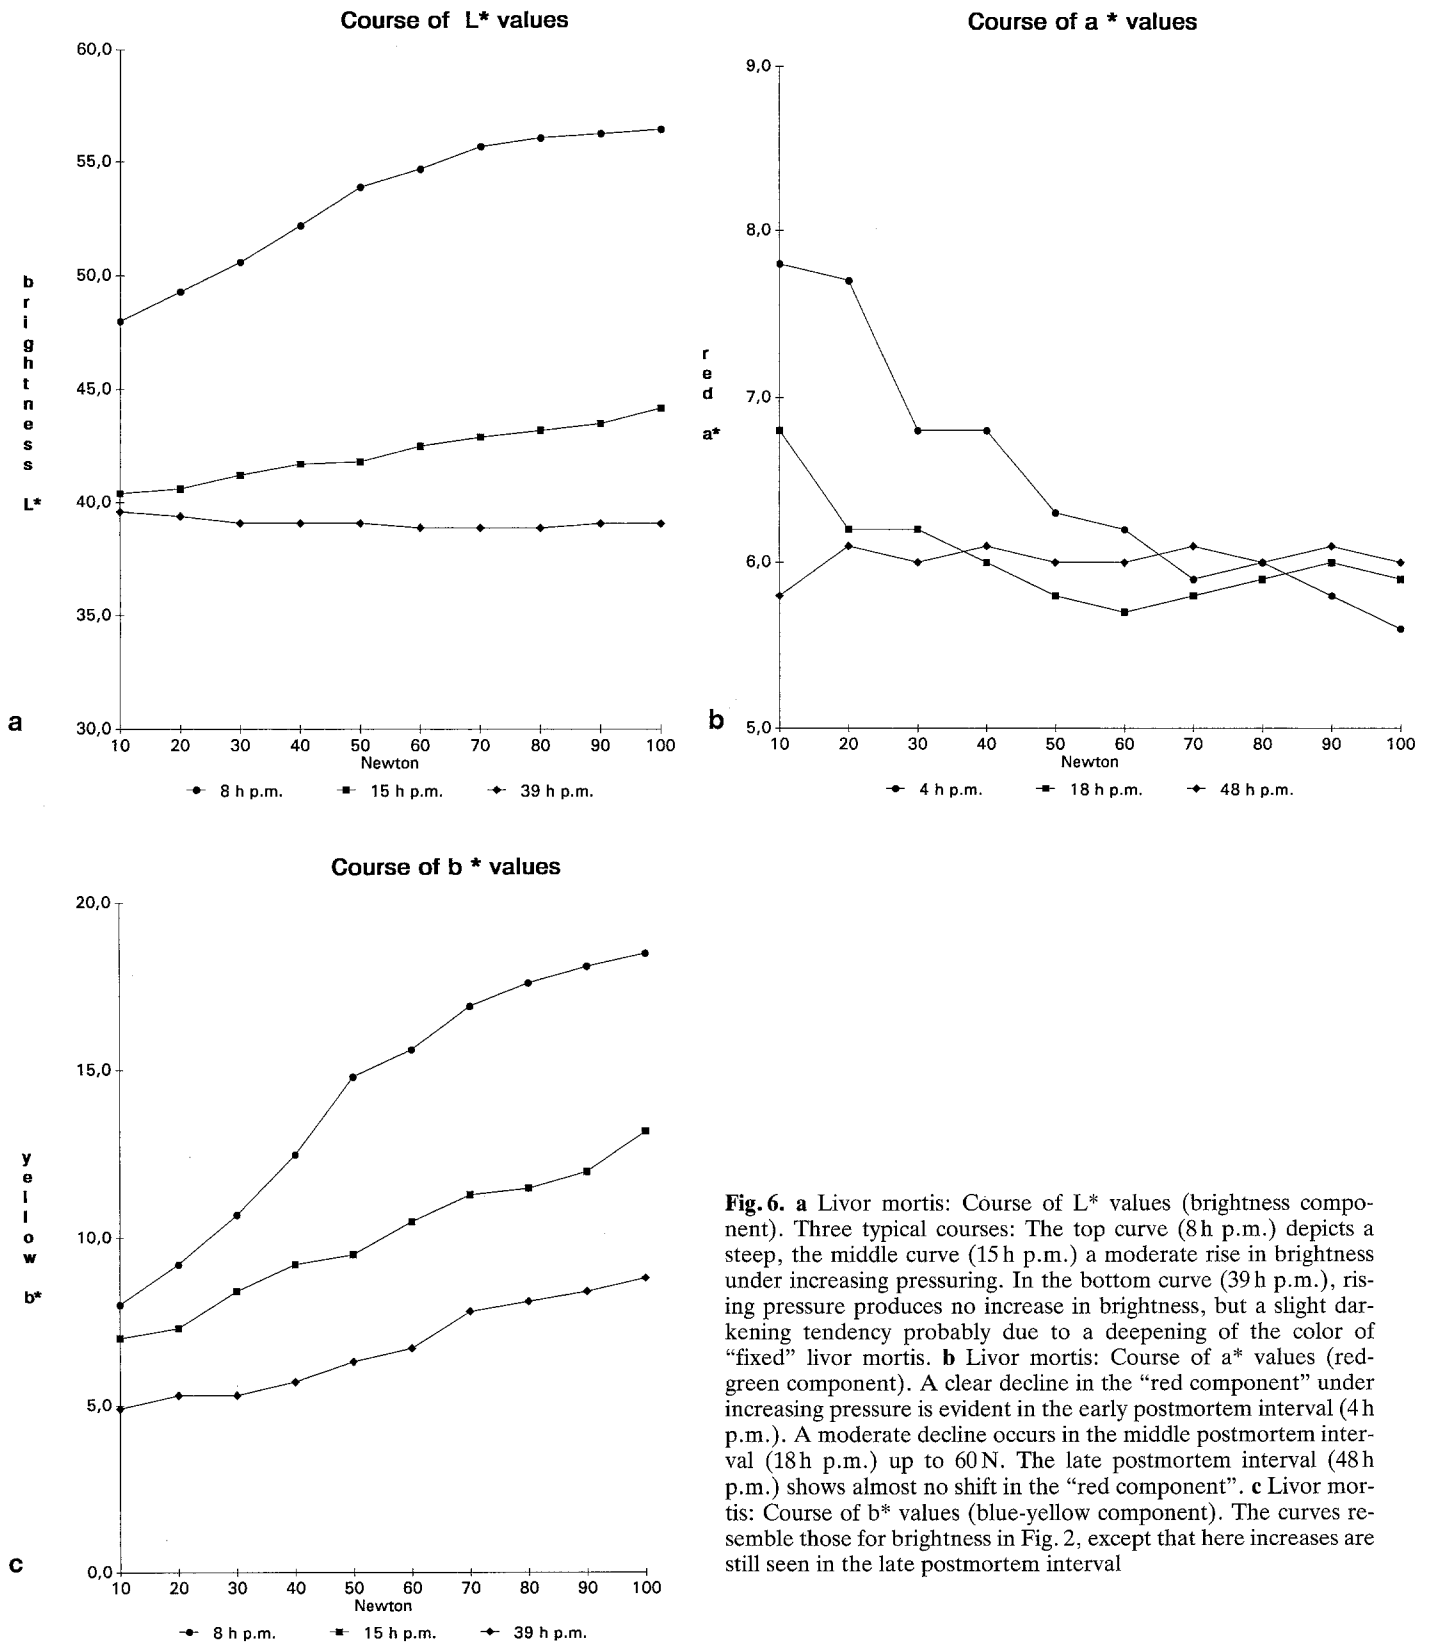 Course of L* values
60,0
55,0
50,0
45,0
40,0
35,0
30,0
brightness L*
10 20 30 40 50 60 70 80 90 100
Newton
8 h p.m. 15 h p.m. 39 h p.m.
a
Course of a * values
9,0
8,0
7,0
6,0
5,0
red a*
10 20 30 40 50 60 70 80 90 100
Newton
4 h p.m. 18 h p.m. 48 h p.m.
b
Course of b * values
20,0
15,0
10,0
5,0
0,0
yellow b*
10 20 30 40 50 60 70 80 90 100
Newton
8 h p.m. 15 h p.m. 39 h p.m.
c
Fig. 6. a Livor mortis: Course of L* values (brightness compo-
nent). Three typical courses: The top curve (8 h p.m.) depicts a
steep, the middle curve (15 h p.m.) a moderate rise in brightness
under increasing pressuring. In the bottom curve (39 h p.m.), ris-
ing pressure produces no increase in brightness, but a slight dar-
kening tendency probably due to a deepening of the color of
“fixed” livor mortis. b Livor mortis: Course of a* values (red-
green component). A clear decline in the “red component” under
increasing pressure is evident in the early postmortem interval (4 h
p.m.). A moderate decline occurs in the middle postmortem inter-
val (18 h p.m.) up to 60 N. The late postmortem interval (48 h
p.m.) shows almost no shift in the “red component”. c Livor mor-
tis: Course of b* values (blue-yellow component). The curves re-
semble those for brightness in Fig. 2, except that here increases are
still seen in the late postmortem interval